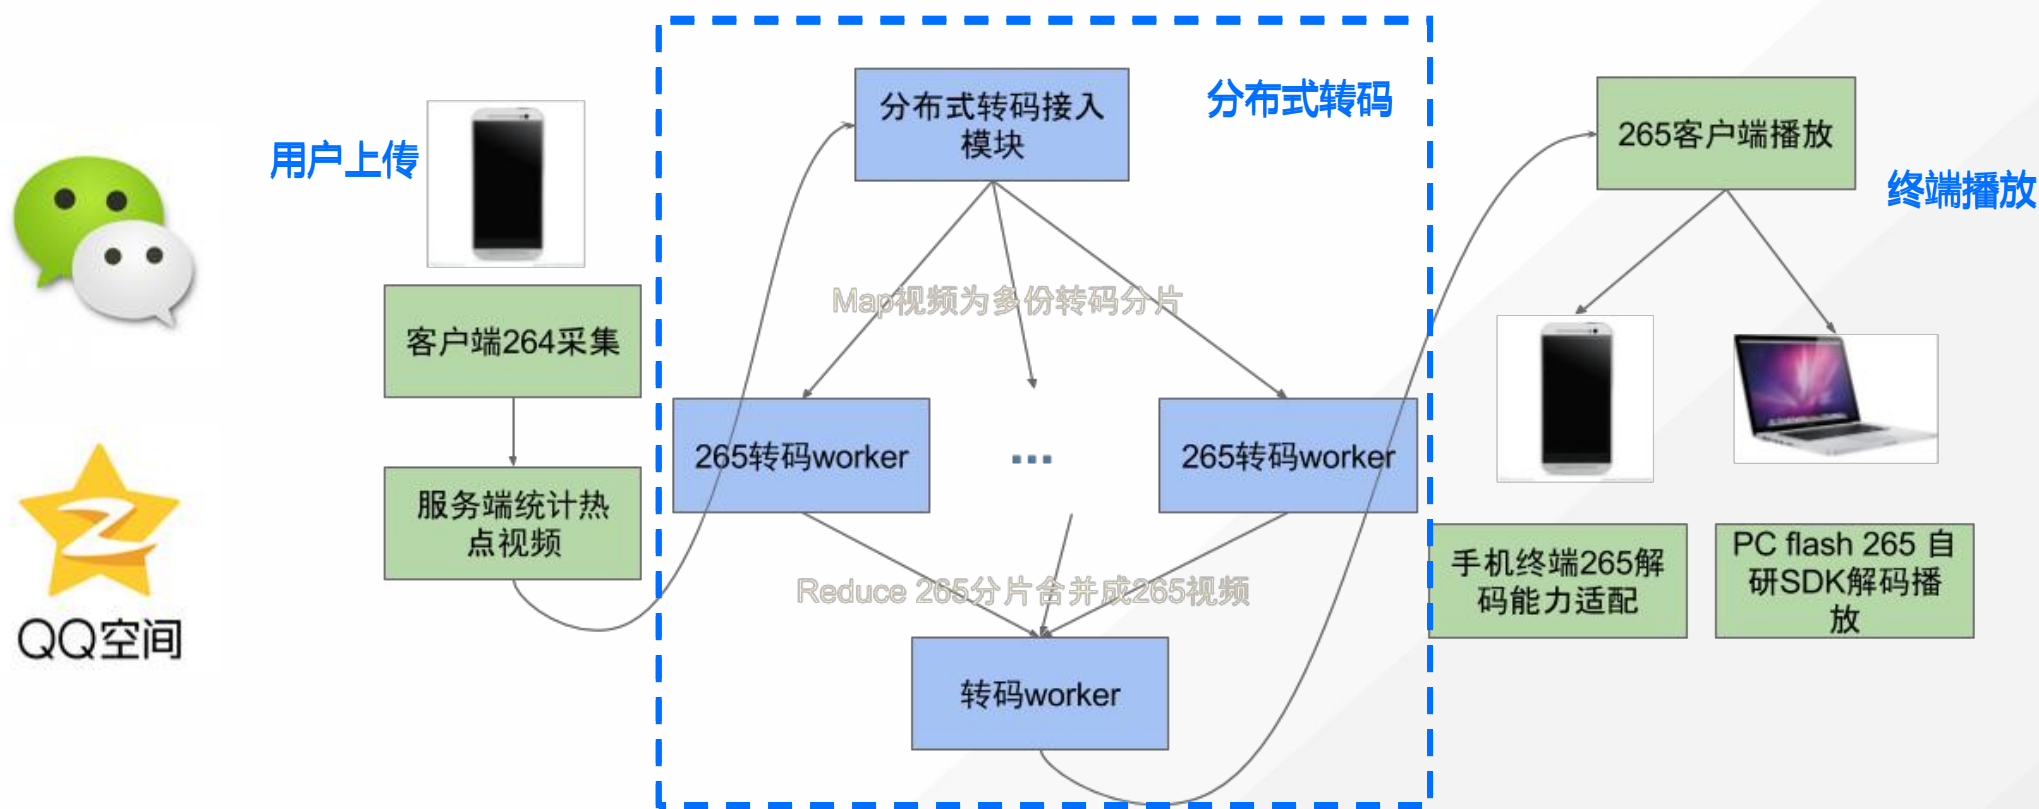 用户上传
客户端264采集
服务端统计热
点视频
QQ空间
分布式转码
分布式转码接入
模块
Map视频为多份转码分片
265转码worker
...
265转码worker
Reduce 265分片合并成265视频
转码worker
265客户端播放
终端播放
手机终端265解
码能力适配
PC flash 265 自
研SDK解码播
放